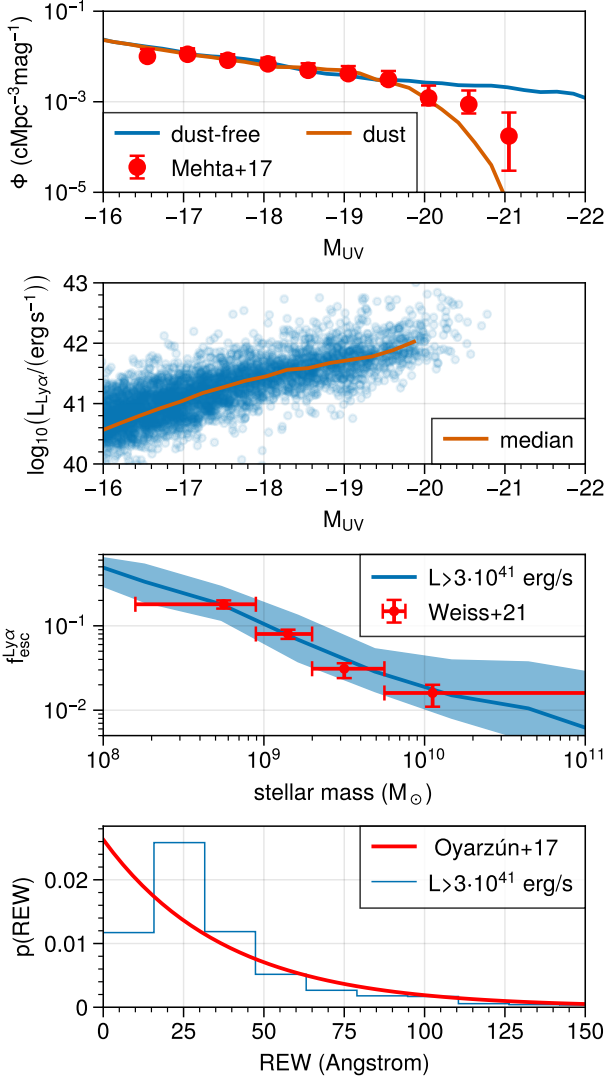 10⁻¹
10⁻³
10⁻⁵
Φ (cMpc⁻³mag⁻¹)
dust-free
dust
Mehta+17
−16 −17 −18 −19 −20 −21 −22
M_UV
43
42
41
40
log₁₀(L_Lyα/(erg s⁻¹))
median
−16 −17 −18 −19 −20 −21 −22
M_UV
10⁻¹
10⁻²
f_esc^Lyα
L>3·10⁴¹ erg/s
Weiss+21
10⁸ 10⁹ 10¹⁰ 10¹¹
stellar mass (M_⊙)
0.02
0.01
0
p(REW)
Oyarzún+17
L>3·10⁴¹ erg/s
0 25 50 75 100 125 150
REW (Angstrom)